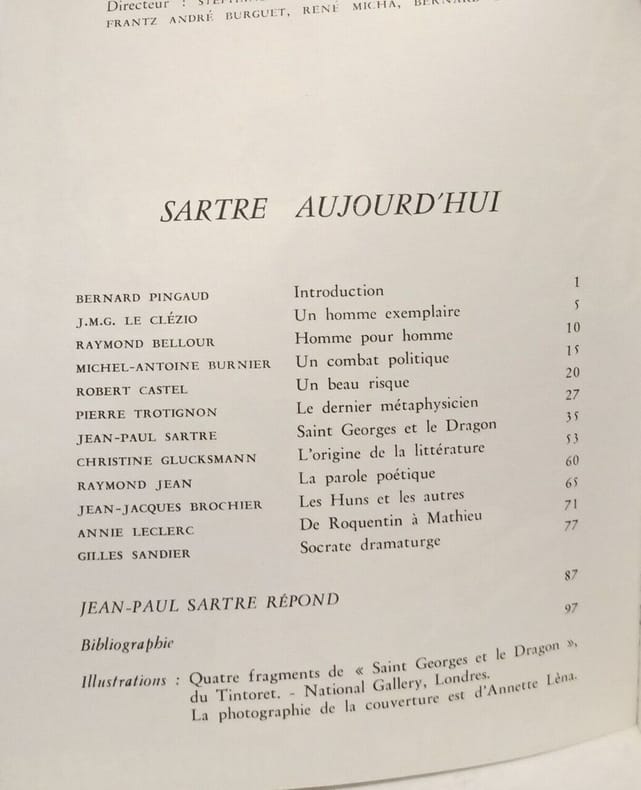 Directeur :
FRANTZ ANDRÉ BURGUET, RENÉ MICHA, BERNARD
SARTRE AUJOURD'HUI
BERNARD PINGAUD Introduction 1
J.M.G. LE CLÉZIO Un homme exemplaire 5
RAYMOND BELLOUR Homme pour homme 10
MICHEL-ANTOINE BURNIER Un combat politique 15
ROBERT CASTEL Un beau risque 20
PIERRE TROTIGNON Le dernier métaphysicien 27
JEAN-PAUL SARTRE Saint Georges et le Dragon 35
CHRISTINE GLUCKSMANN L'origine de la littérature 53
RAYMOND JEAN La parole poétique 60
JEAN-JACQUES BROCHIER Les Huns et les autres 65
ANNIE LECLERC De Roquentin à Mathieu 71
GILLES SANDIER Socrate dramaturge 77
JEAN-PAUL SARTRE RÉPOND 87
Bibliographie 97
Illustrations : Quatre fragments de « Saint Georges et le Dragon »,
du Tintoret. - National Gallery, Londres.
La photographie de la couverture est d'Annette Léna.